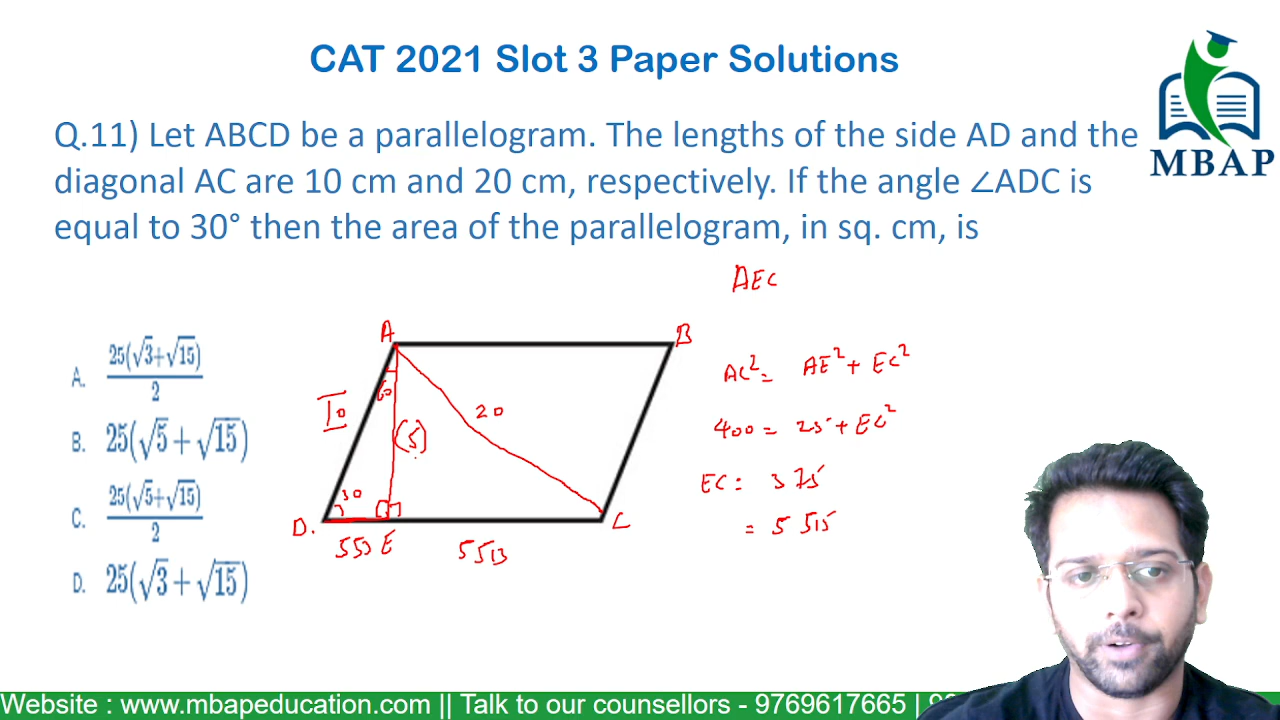 CAT 2021 Slot 3 Paper Solutions
MBAP
Q.11) Let ABCD be a parallelogram. The lengths of the side AD and the
diagonal AC are 10 cm and 20 cm, respectively. If the angle ∠ADC is
equal to 30° then the area of the parallelogram, in sq. cm, is
AEC
A. 25(√3+√15)/2
B. 25(√5+√15)
C. 25(√5+√15)/2
D. 25(√3+√15)
A
B
60
10
20
(5)
30
D.
E
C
5√3
5√13
AC²= AE²+ EC²
400 = 25+ EC²
EC = 375
= 5 √15
Website : www.mbapeducation.com || Talk to our counsellors - 9769617665 |